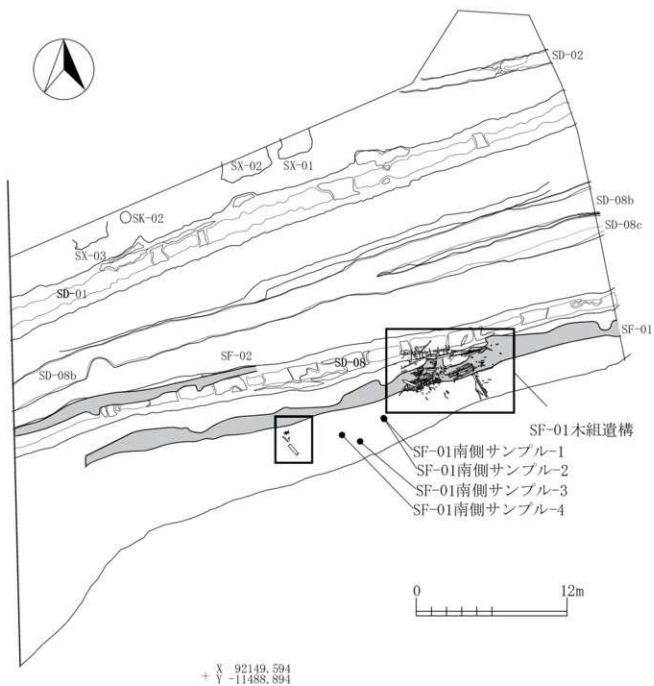 SD-02
SX-02
SX-01
SK-02
SX-03
SD-08b
SD-08c
SD-01
SF-01
SF-02
SD-08b
SD-08
SF-01木組遺構
SF-01南側サンプル-1
SF-01南側サンプル-2
SF-01南側サンプル-3
SF-01南側サンプル-4
0
12m
X 92149.594
Y -11488.894